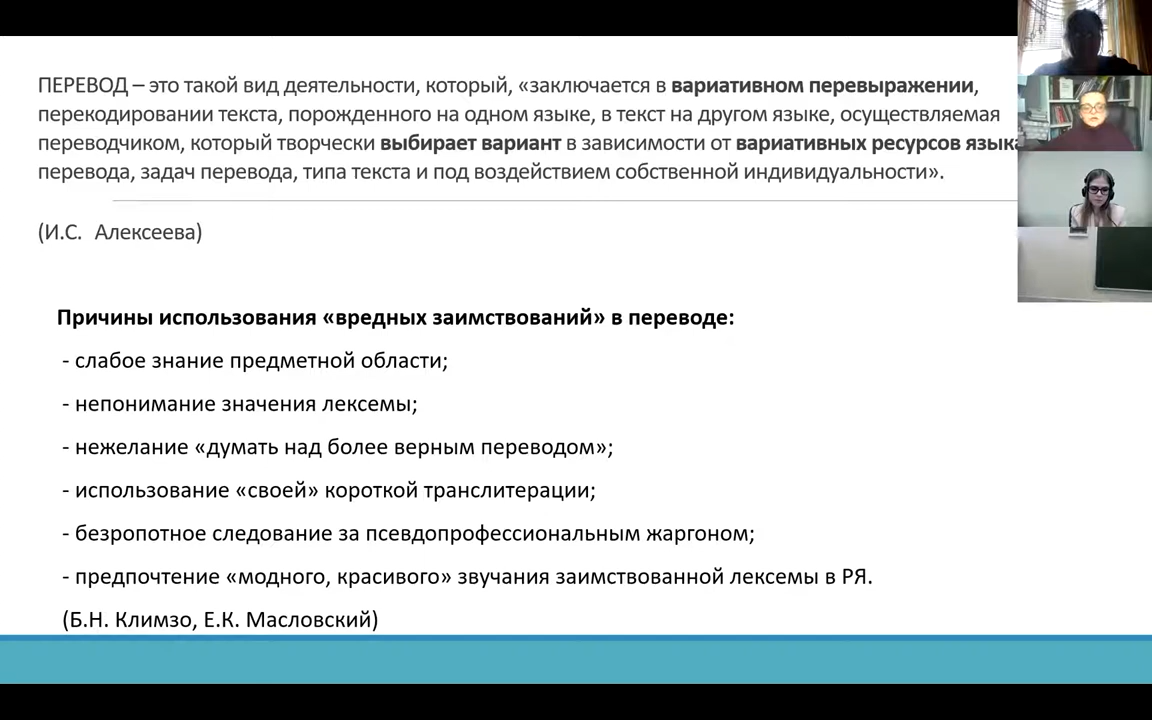 ПЕРЕВОД – это такой вид деятельности, который, «заключается в вариативном перевыражении,
перекодировании текста, порожденного на одном языке, в текст на другом языке, осуществляемая
переводчиком, который творчески выбирает вариант в зависимости от вариативных ресурсов языка
перевода, задач перевода, типа текста и под воздействием собственной индивидуальности».
(И.С. Алексеева)
Причины использования «вредных заимствований» в переводе:
- слабое знание предметной области;
- непонимание значения лексемы;
- нежелание «думать над более верным переводом»;
- использование «своей» короткой транслитерации;
- безропотное следование за псевдопрофессиональным жаргоном;
- предпочтение «модного, красивого» звучания заимствованной лексемы в РЯ.
(Б.Н. Климзо, Е.К. Масловский)